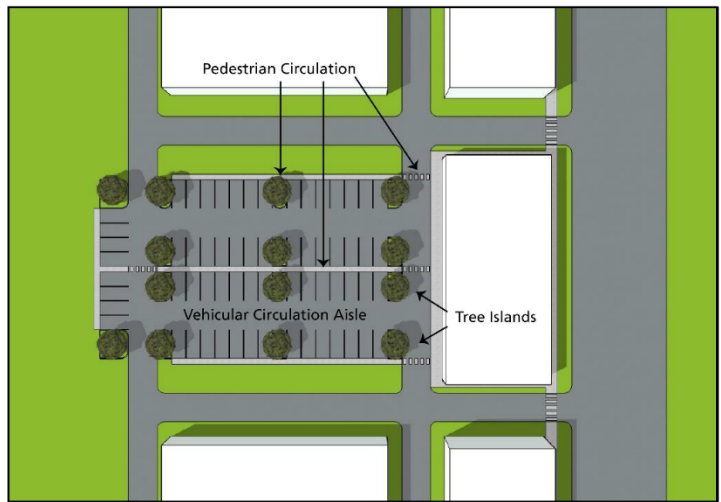 Pedestrian Circulation
Vehicular Circulation Aisle
Tree Islands